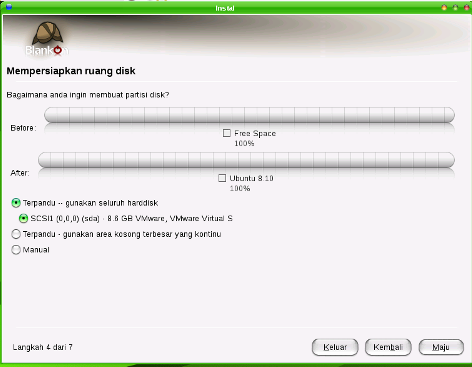 Instal
BlankOn
Mempersiapkan ruang disk
Bagaimana anda ingin membuat partisi disk?
Before:
Free Space
100%
After:
Ubuntu 8.10
100%
Terpandu -- gunakan seluruh harddisk
SCSI1 (0,0,0) (sda) - 8.6 GB VMware, VMware Virtual S
Terpandu - gunakan area kosong terbesar yang kontinu
Manual
Langkah 4 dari 7
Keluar
Kembali
Maju